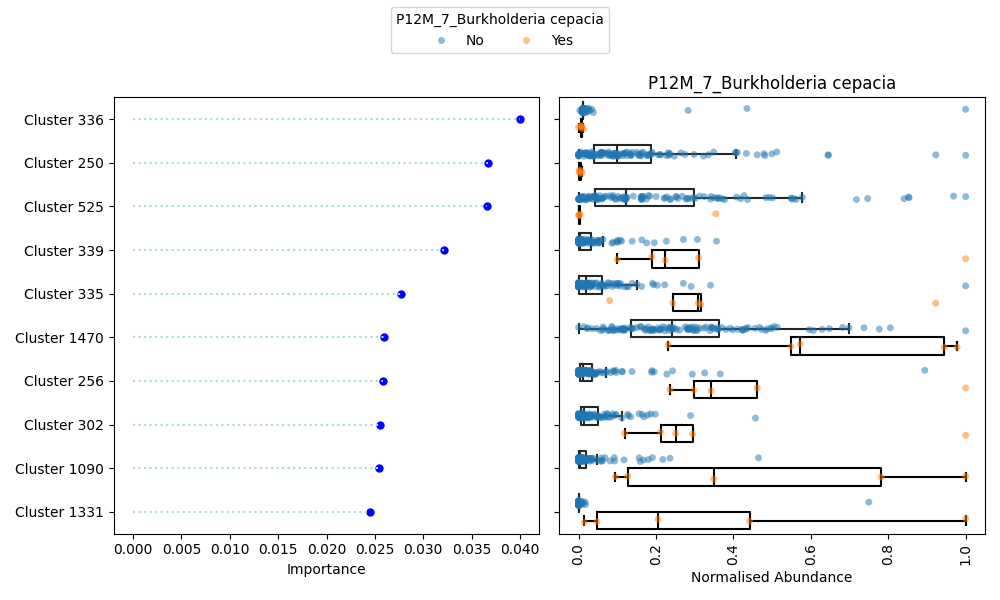 P12M_7_Burkholderia cepacia
No Yes
P12M_7_Burkholderia cepacia
Cluster 336
Cluster 250
Cluster 525
Cluster 339
Cluster 335
Cluster 1470
Cluster 256
Cluster 302
Cluster 1090
Cluster 1331
0.000 0.005 0.010 0.015 0.020 0.025 0.030 0.035 0.040
Importance
0.0 0.2 0.4 0.6 0.8 1.0
Normalised Abundance